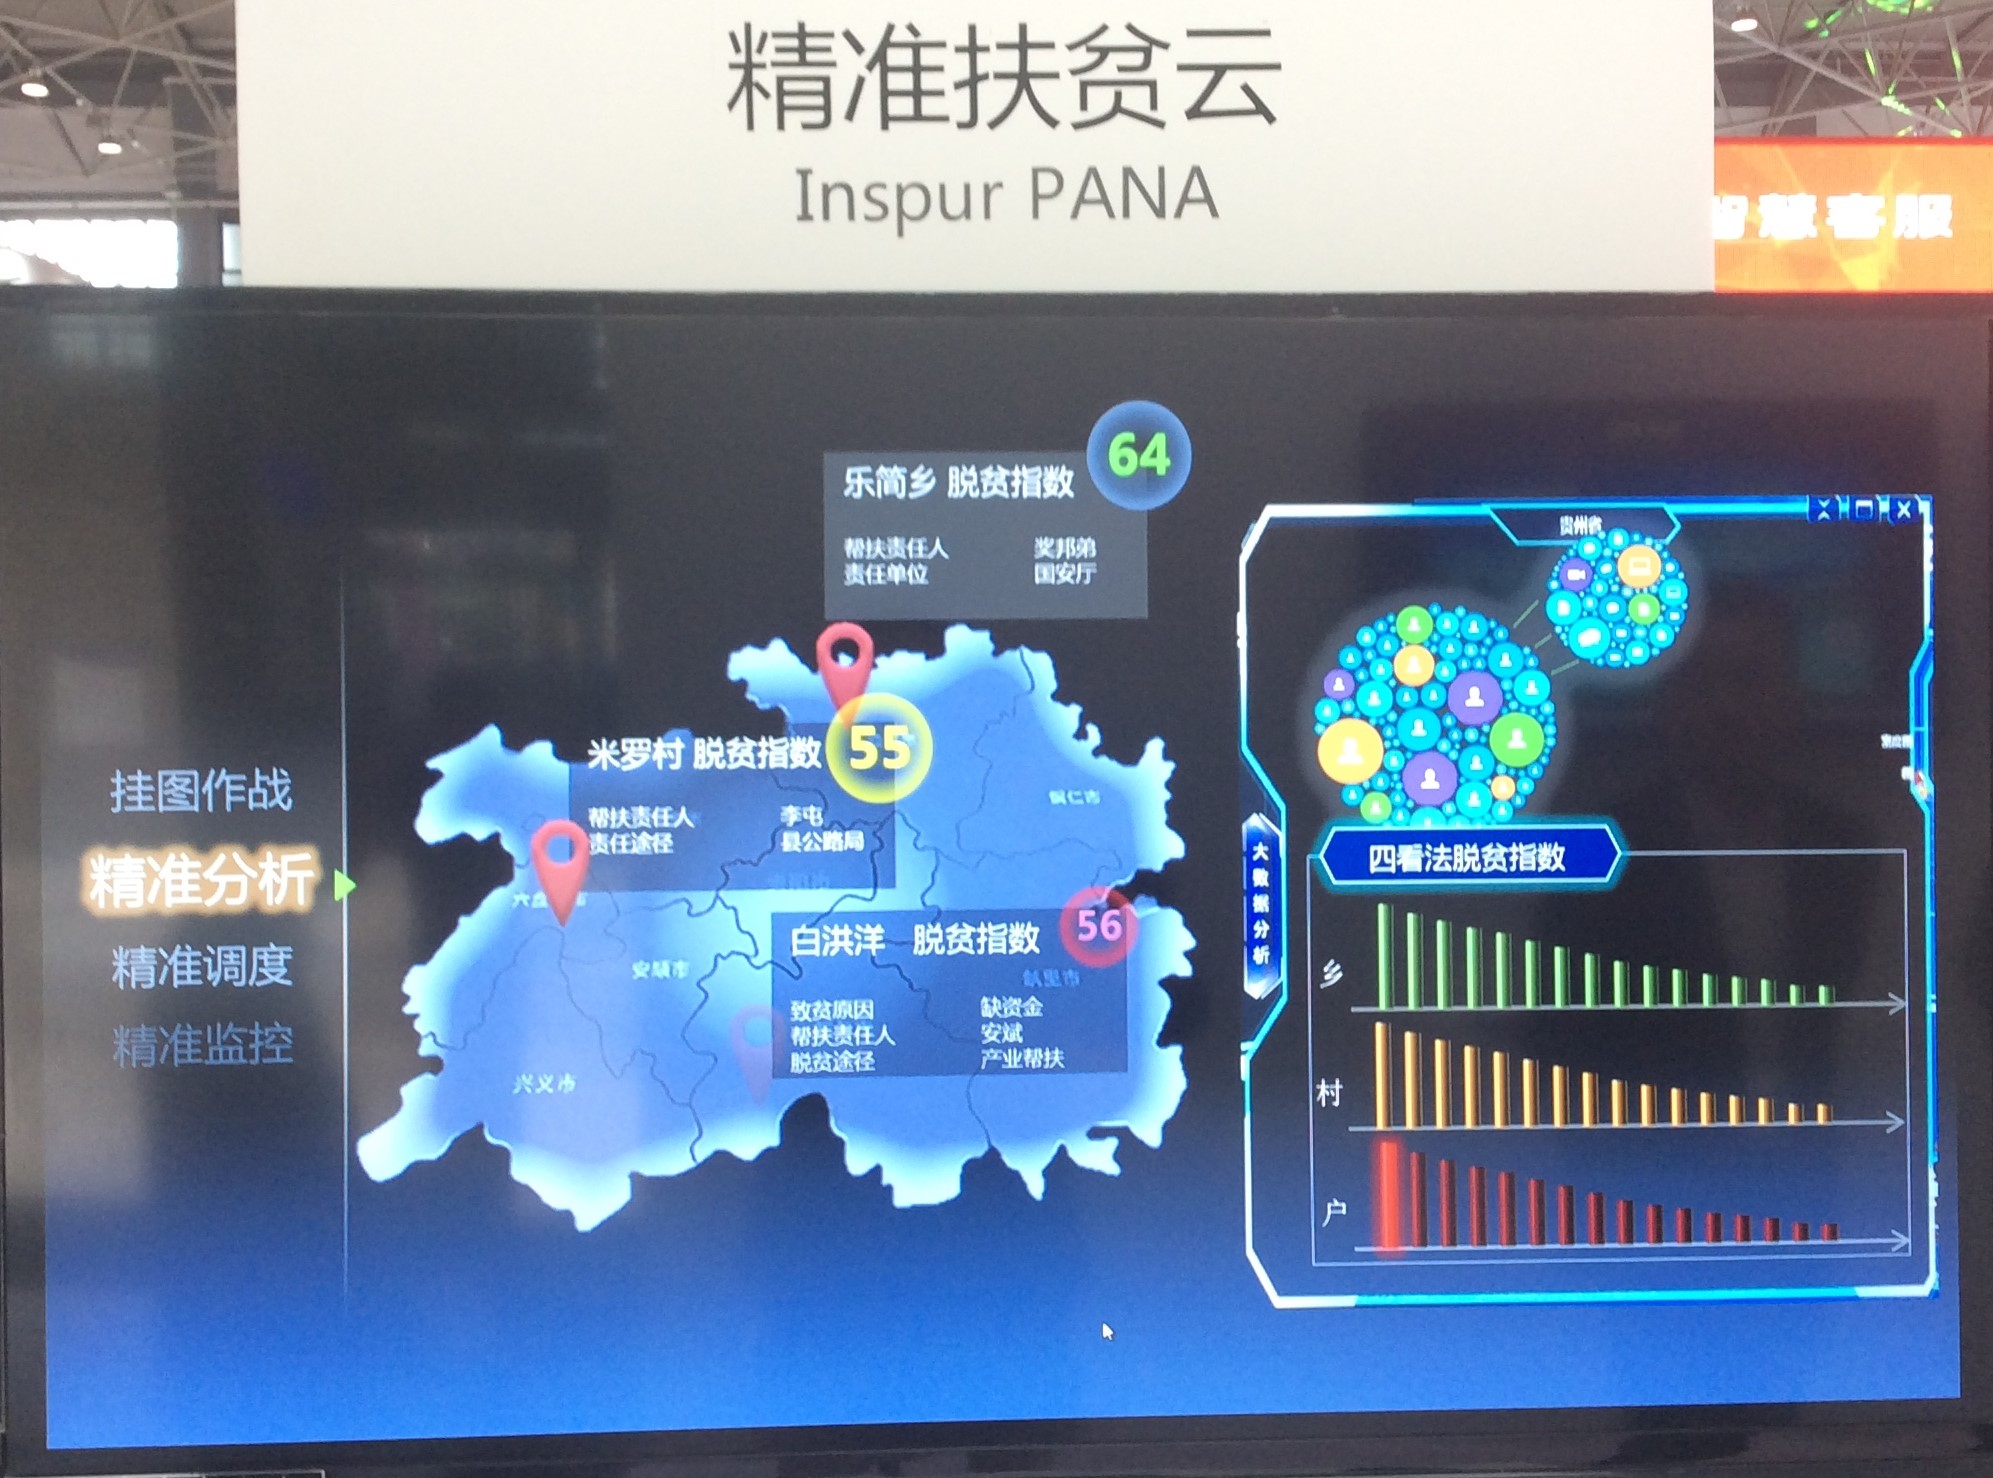 精准扶贫云
Inspur PANA
慧客服
64
乐简乡 脱贫指数
帮扶责任人 奖邦弟
责任单位 国安厅
贵州省
米罗村 脱贫指数 55
帮扶责任人 李屯
责任途径 县公路局
铜仁市
挂图作战
精准分析
精准调度
精准监控
安顺市
兴义市
白洪洋 脱贫指数 56
凯里市
致贫原因 缺资金
帮扶责任人 安斌
脱贫途径 产业帮扶
大数据分析
四看法脱贫指数
乡
村
户